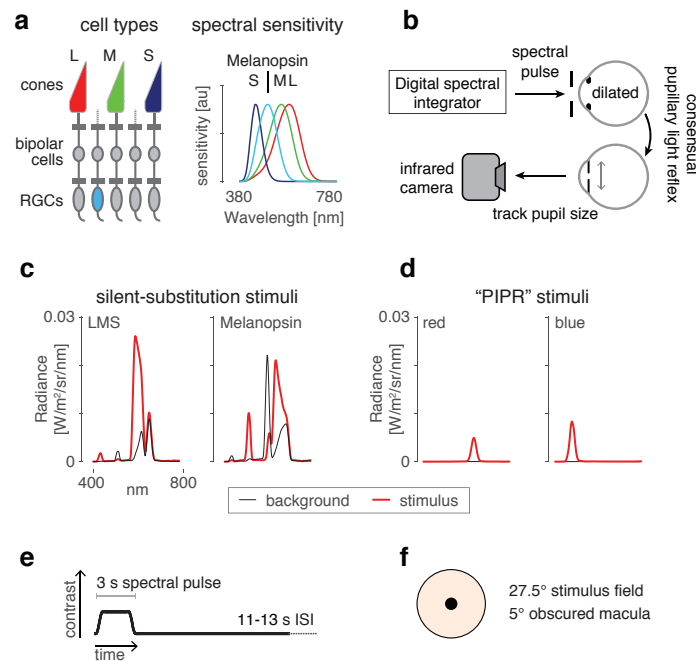 a
cell types
L M S
cones
bipolar
cells
RGCs
spectral sensitivity
Melanopsin
S M L
sensitivity [au]
380 780
Wavelength [nm]
b
Digital spectral
integrator
spectral
pulse
dilated
consensual
pupillary light reflex
infrared
camera
track pupil size
c
silent-substitution stimuli
LMS
Melanopsin
0.03
Radiance
[W/m²/sr/nm]
0
400 nm 800
d
"PIPR" stimuli
red
blue
0.03
Radiance
[W/m²/sr/nm]
0
background stimulus
e
contrast
3 s spectral pulse
11-13 s ISI
time
f
27.5° stimulus field
5° obscured macula